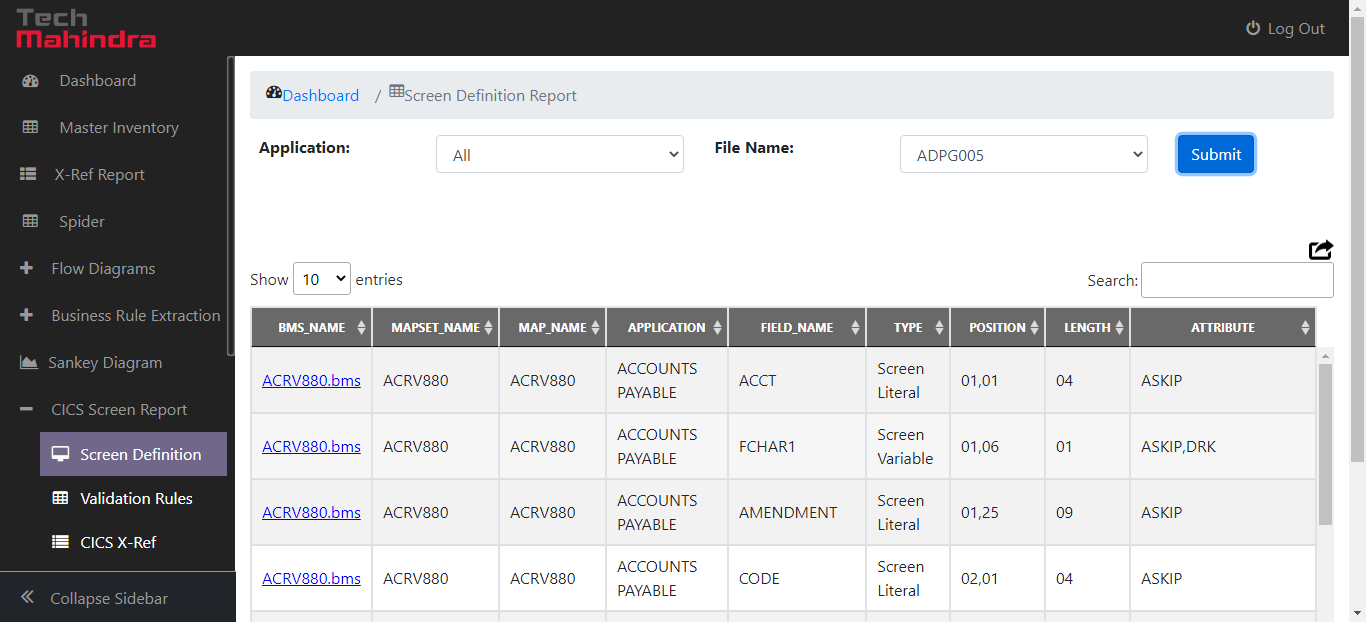 Tech
Mahindra
Log Out
Dashboard
Master Inventory
X-Ref Report
Spider
Flow Diagrams
Business Rule Extraction
Sankey Diagram
CICS Screen Report
Screen Definition
Validation Rules
CICS X-Ref
Collapse Sidebar
Dashboard / Screen Definition Report
Application: All File Name: ADPG005 Submit
Show 10 entries Search:
BMS_NAME MAPSET_NAME MAP_NAME APPLICATION FIELD_NAME TYPE POSITION LENGTH ATTRIBUTE
ACRV880.bms ACRV880 ACRV880 ACCOUNTS PAYABLE ACCT Screen Literal 01,01 04 ASKIP
ACRV880.bms ACRV880 ACRV880 ACCOUNTS PAYABLE FCHAR1 Screen Variable 01,06 01 ASKIP,DRK
ACRV880.bms ACRV880 ACRV880 ACCOUNTS PAYABLE AMENDMENT Screen Literal 01,25 09 ASKIP
ACRV880.bms ACRV880 ACRV880 ACCOUNTS PAYABLE CODE Screen Literal 02,01 04 ASKIP